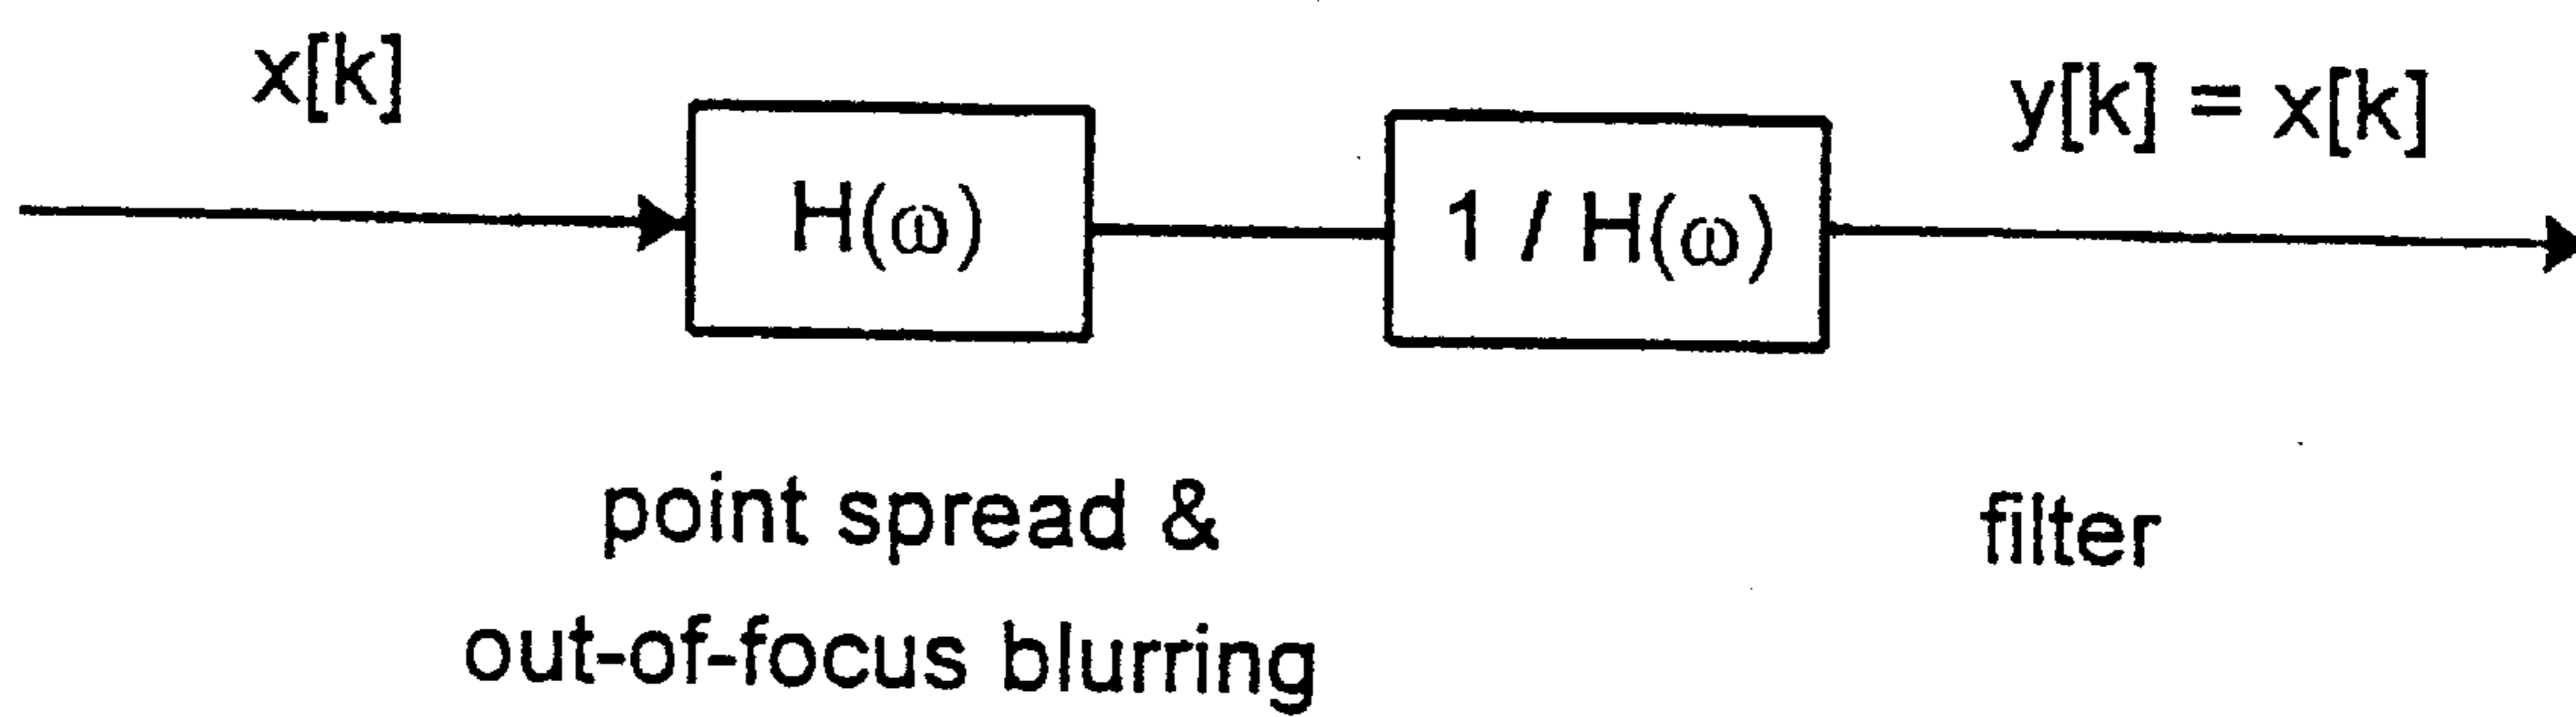 x[k]
H(ω)
1 / H(ω)
y[k] = x[k]
point spread &
out-of-focus blurring
filter